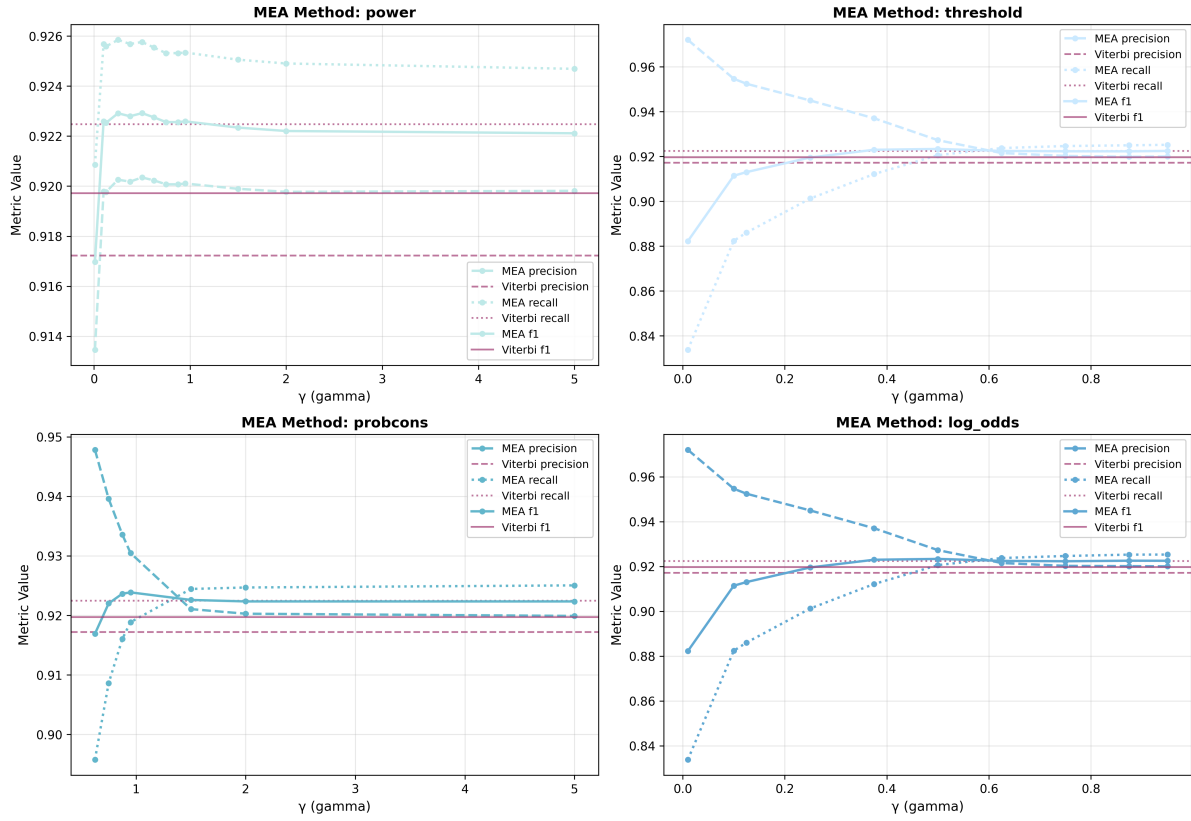 MEA Method: power
0.926
0.924
0.922
0.920
0.918
0.916
0.914
Metric Value
0
1
2
3
4
5
γ (gamma)
MEA precision
Viterbi precision
MEA recall
Viterbi recall
MEA f1
Viterbi f1
MEA Method: threshold
0.96
0.94
0.92
0.90
0.88
0.86
0.84
Metric Value
0.0
0.2
0.4
0.6
0.8
γ (gamma)
MEA precision
Viterbi precision
MEA recall
Viterbi recall
MEA f1
Viterbi f1
MEA Method: probcons
0.95
0.94
0.93
0.92
0.91
0.90
Metric Value
1
2
3
4
5
γ (gamma)
MEA precision
Viterbi precision
MEA recall
Viterbi recall
MEA f1
Viterbi f1
MEA Method: log_odds
0.96
0.94
0.92
0.90
0.88
0.86
0.84
Metric Value
0.0
0.2
0.4
0.6
0.8
γ (gamma)
MEA precision
Viterbi precision
MEA recall
Viterbi recall
MEA f1
Viterbi f1